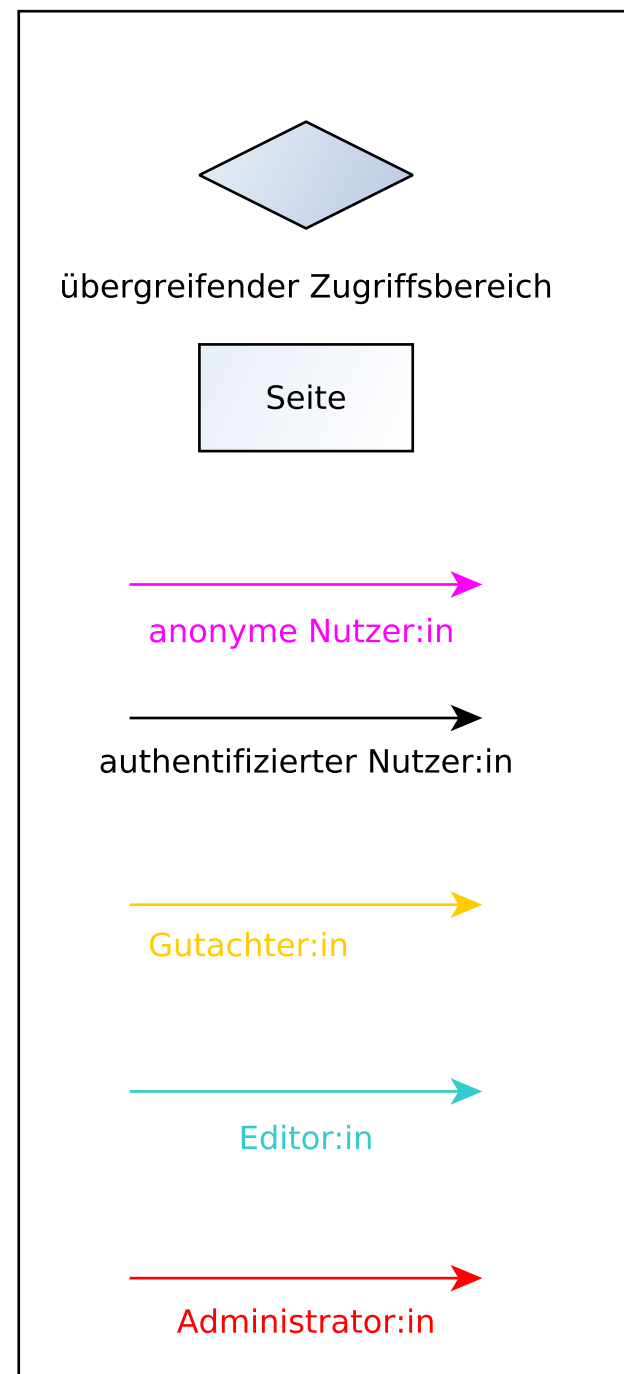 übergreifender Zugriffsbereich
Seite
anonyme Nutzer:in
authentifizierter Nutzer:in
Gutachter:in
Editor:in
Administrator:in